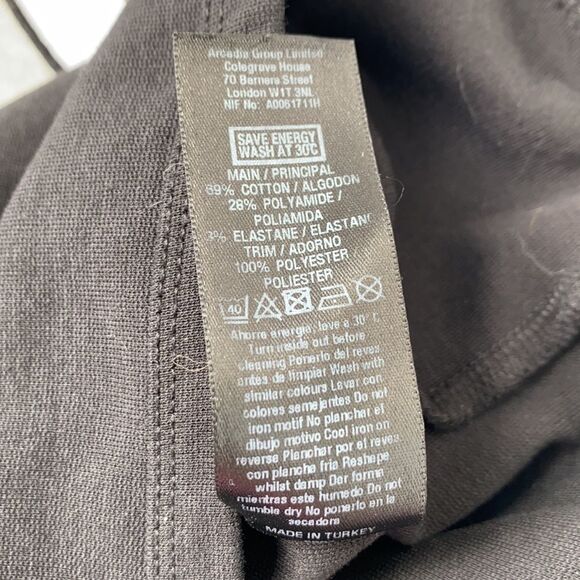 Arcadia Group Limited
Colegrave House
70 Berners Street
London W1T 3NL
NIF No: A0061711H
SAVE ENERGY
WASH AT 30C
MAIN / PRINCIPAL
69% COTTON / ALGODON
28% POLYAMIDE /
POLIAMIDA
3% ELASTANE / ELASTANO
TRIM / ADORNO
100% POLYESTER
POLIESTER
40
Ahorre energia, lave a 30° C.
Turn inside out before
cleaning Ponerlo del reves
antes de limpiar Wash with
similar colours Lavar con
colores semejantes Do not
iron motif No planchar el
dibujo motivo Cool iron on
reverse Planchar por el reves
con plancha fria Reshape
whilst damp Dar forma
mientras este humedo Do not
tumble dry No ponerlo en la
secadora
MADE IN TURKEY